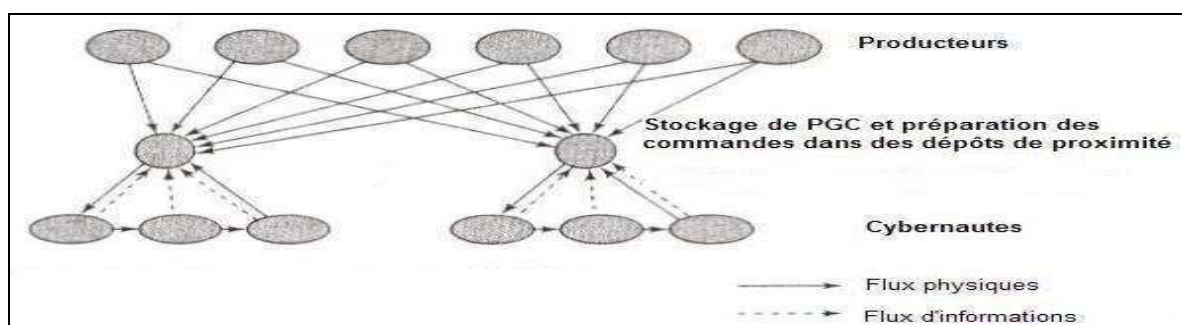 Producteurs
Stockage de PGC et préparation des
commandes dans des dépôts de proximité
Cybernautes
Flux physiques
Flux d'informations